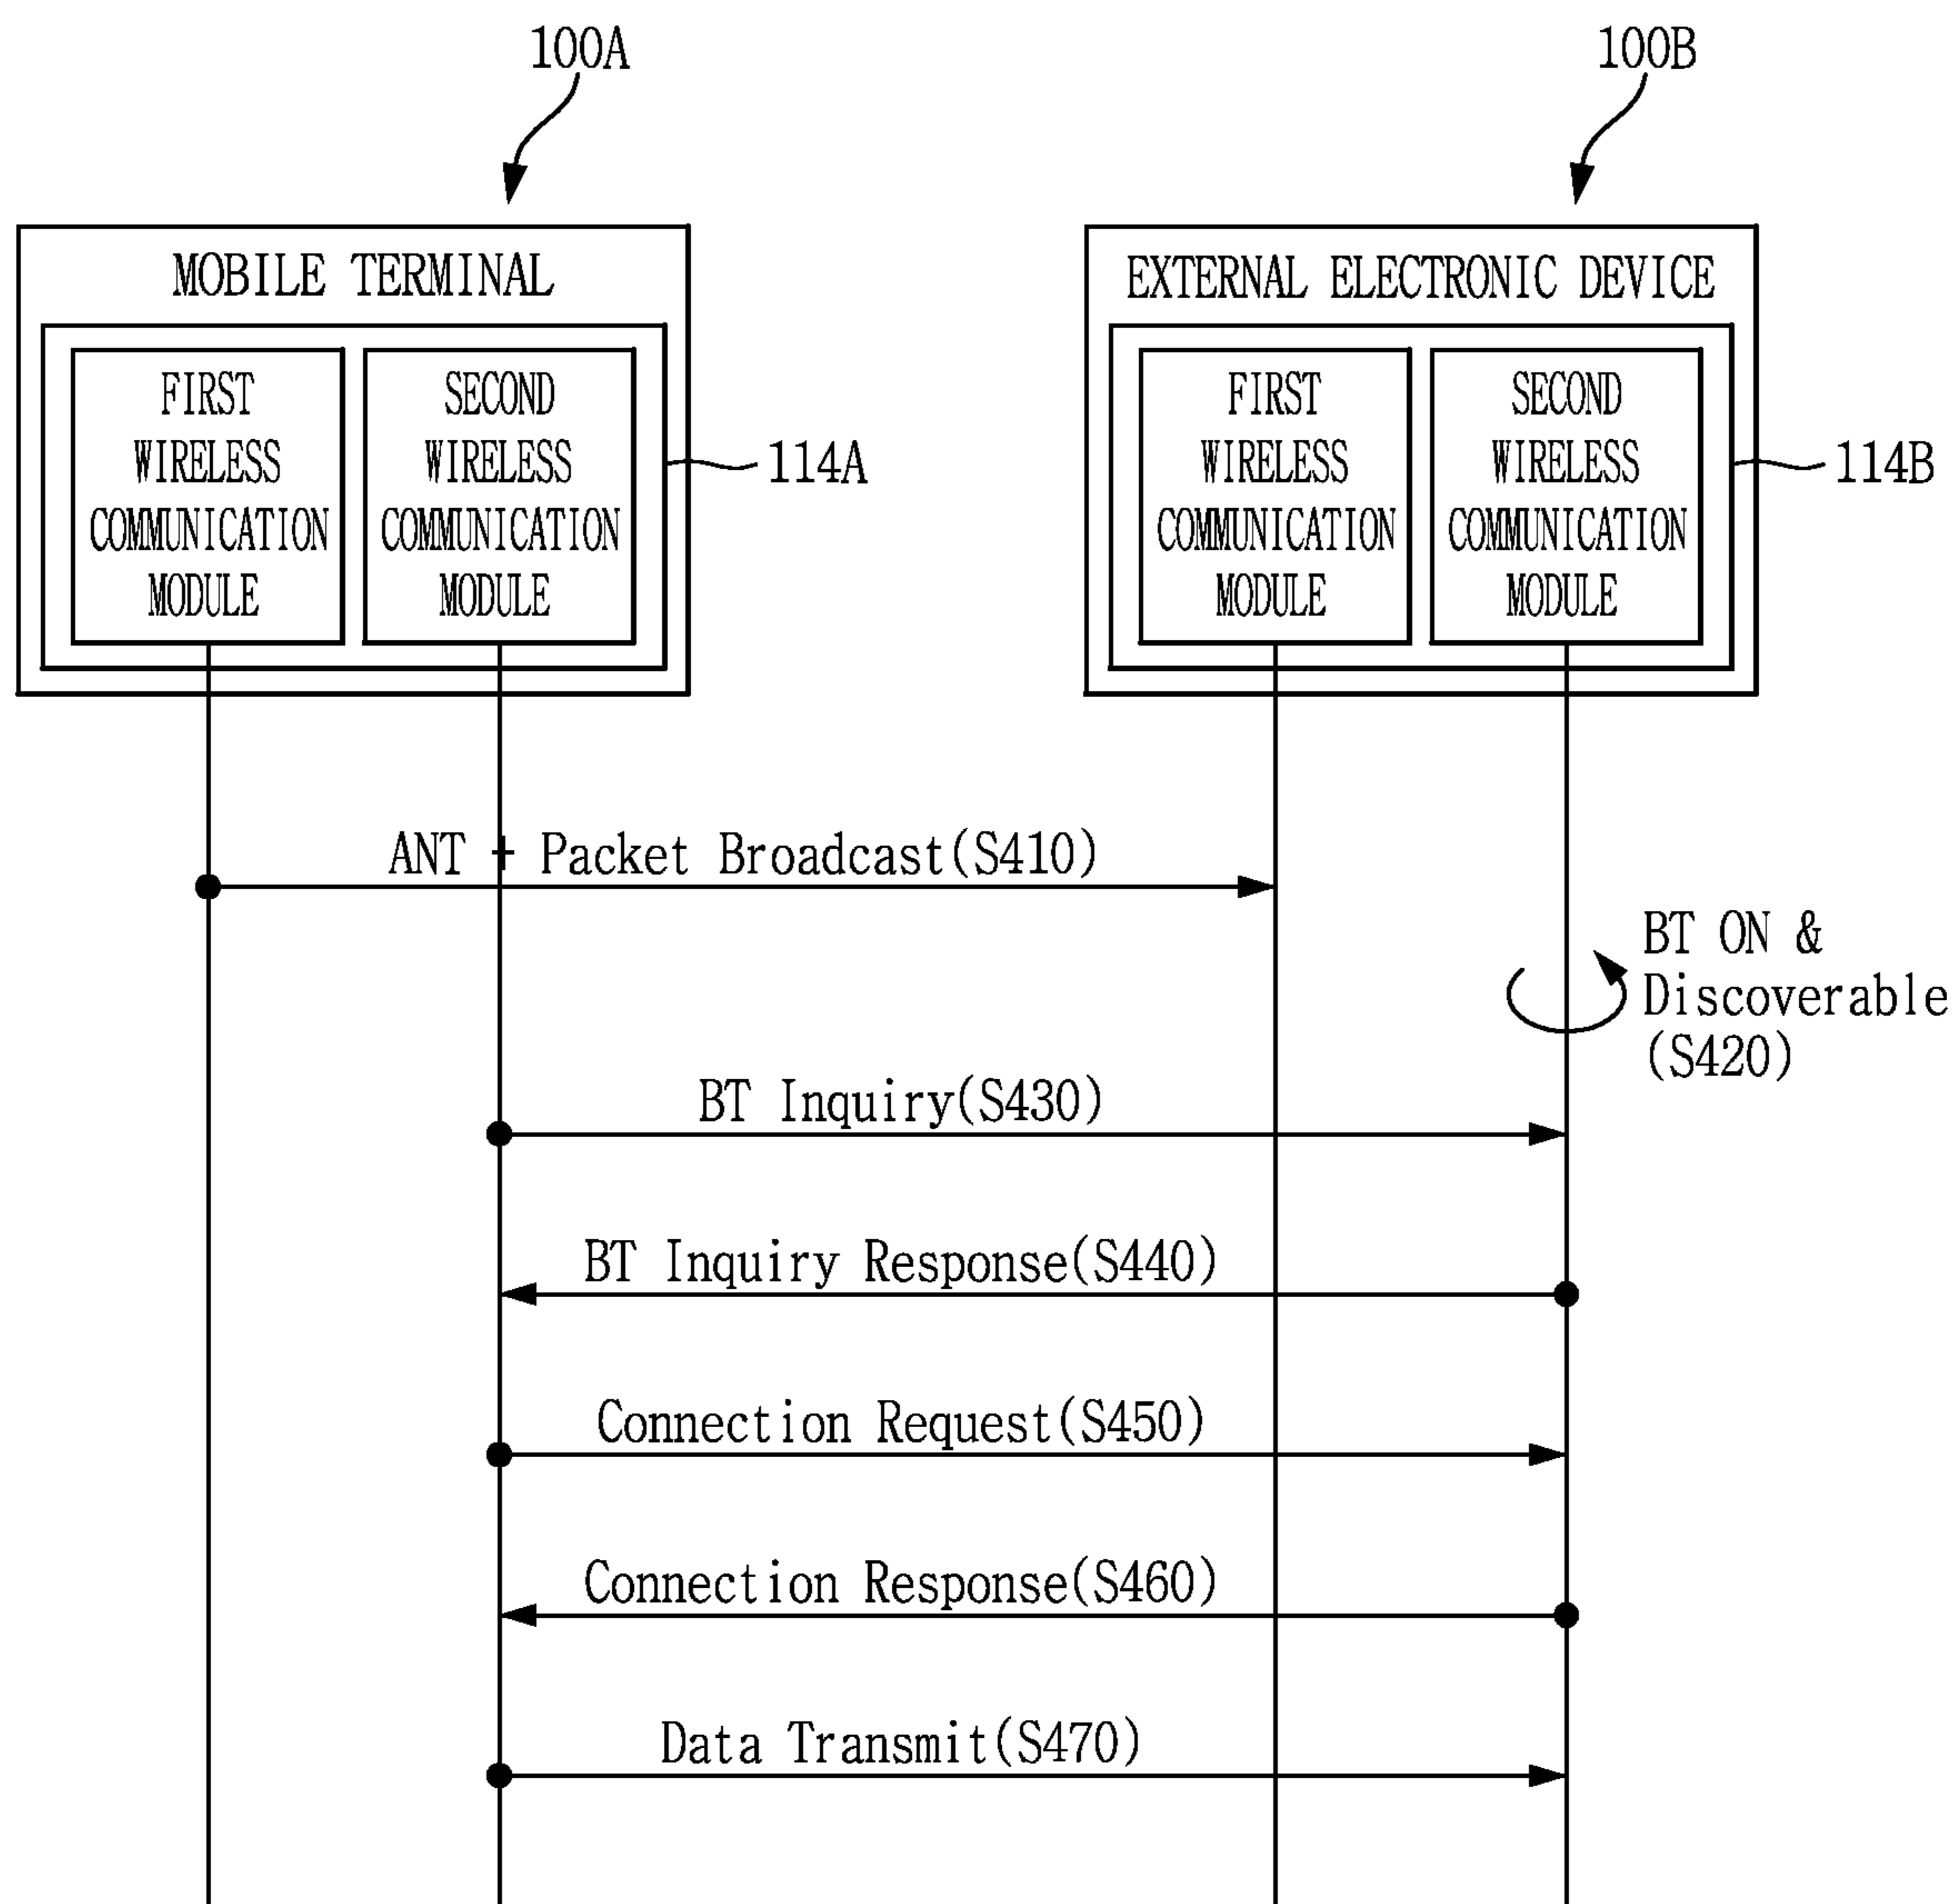 100A
100B
MOBILE TERMINAL
EXTERNAL ELECTRONIC DEVICE
FIRST
WIRELESS
COMMUNICATION
MODULE
SECOND
WIRELESS
COMMUNICATION
MODULE
114A
FIRST
WIRELESS
COMMUNICATION
MODULE
SECOND
WIRELESS
COMMUNICATION
MODULE
114B
ANT + Packet Broadcast(S410)
BT ON &
Discoverable
(S420)
BT Inquiry(S430)
BT Inquiry Response(S440)
Connection Request(S450)
Connection Response(S460)
Data Transmit(S470)